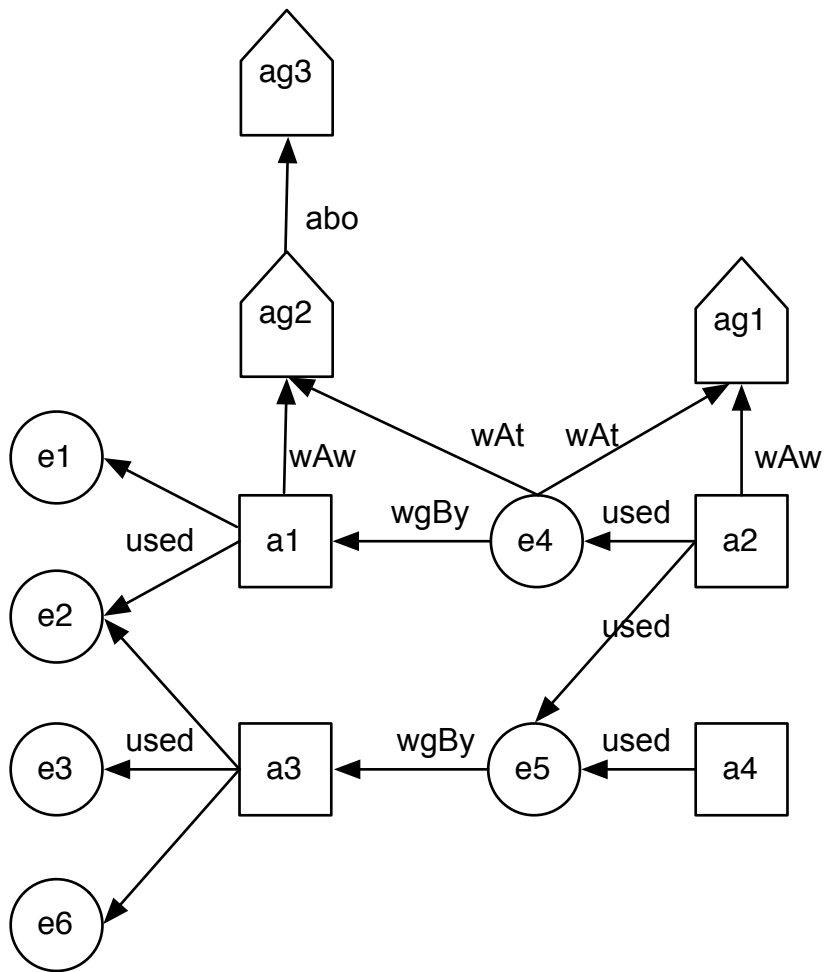 ag3
abo
ag2
ag1
e1
wAw
wAt
wAt
wAw
used
a1
wgBy
e4
used
a2
e2
used
e3
used
a3
wgBy
e5
used
a4
e6